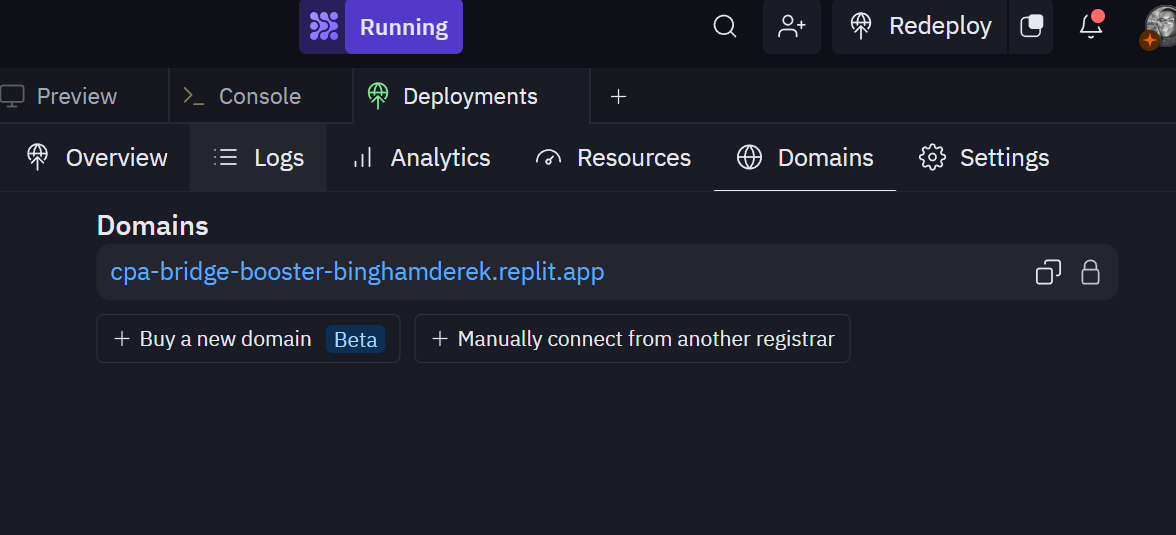 Running
Redeploy
Preview
Console
Deployments
Overview
Logs
Analytics
Resources
Domains
Settings
Domains
cpa-bridge-booster-binghamderek.replit.app
Buy a new domain Beta
Manually connect from another registrar